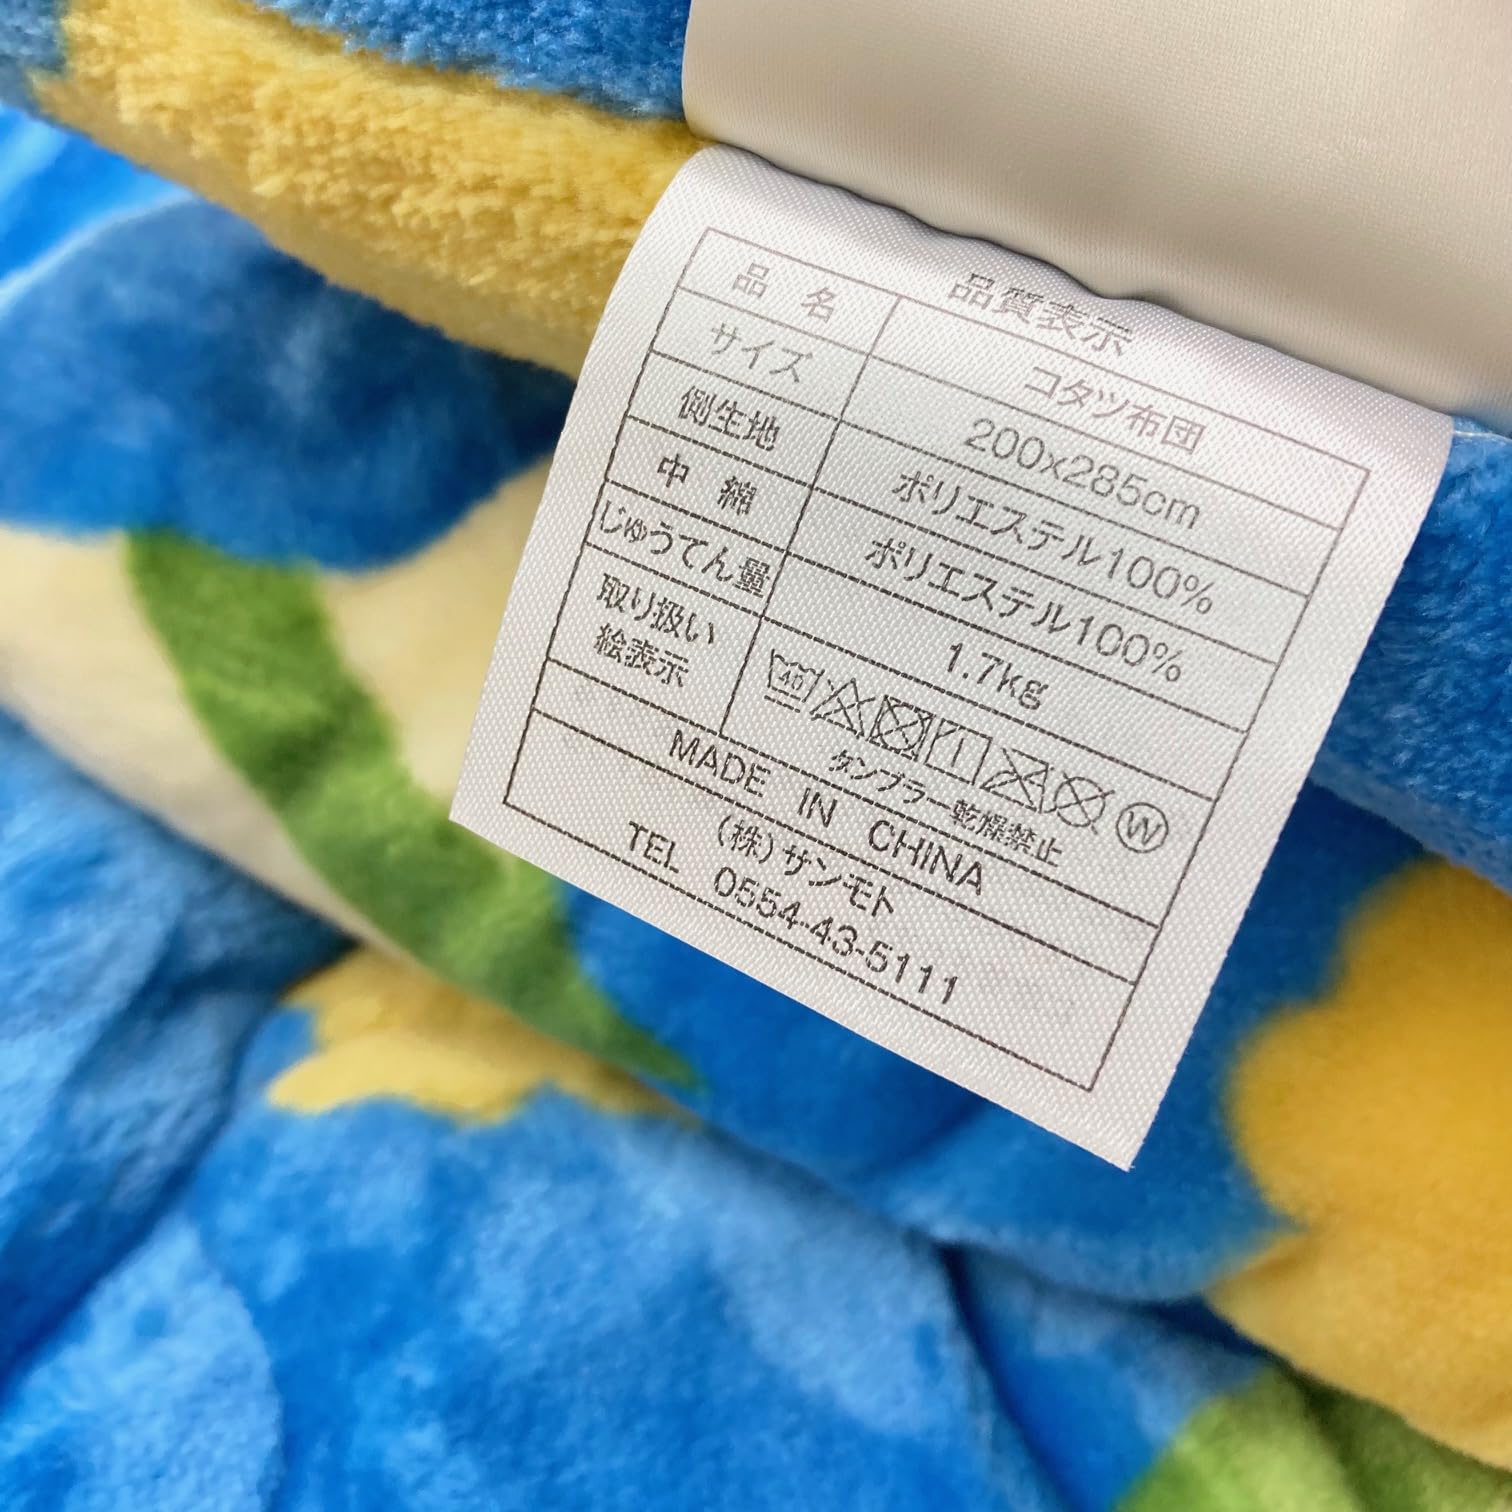 品質表示
品 名 コタツ布団
サイズ 200x285cm
側生地 ポリエステル100%
中 綿 ポリエステル100%
じゅうてん量 1.7kg
取り扱い
絵表示
40 W
タンブラー乾燥禁止
MADE IN CHINA
(株)サンモト
TEL 0554-43-5111